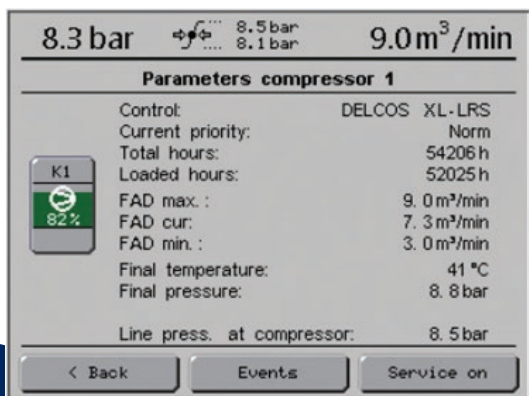 8.3 bar 8.5 bar 9.0 m³/min
8.1 bar
Parameters compressor 1
Control: DELCOS XL-LRS
Current priority: Norm
Total hours: 54206 h
Loaded hours: 52025 h
K1
82%
FAD max. : 9. 0 m³/min
FAD cur: 7. 3 m³/min
FAD min. : 3. 0 m³/min
Final temperature: 41 °C
Final pressure: 8. 8 bar
Line press. at compressor: 8. 5 bar
< Back Events Service on